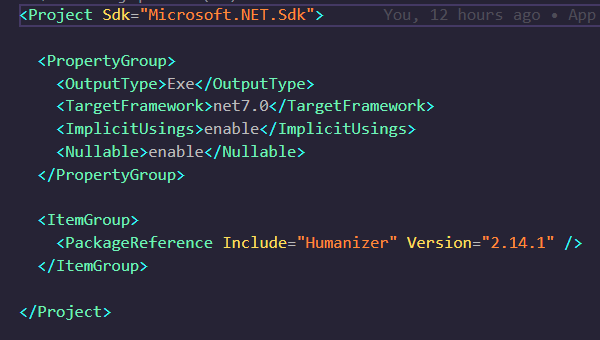 <Project Sdk="Microsoft.NET.Sdk"> You, 12 hours ago • App
<PropertyGroup>
<OutputType>Exe</OutputType>
<TargetFramework>net7.0</TargetFramework>
<ImplicitUsings>enable</ImplicitUsings>
<Nullable>enable</Nullable>
</PropertyGroup>
<ItemGroup>
<PackageReference Include="Humanizer" Version="2.14.1" />
</ItemGroup>
</Project>